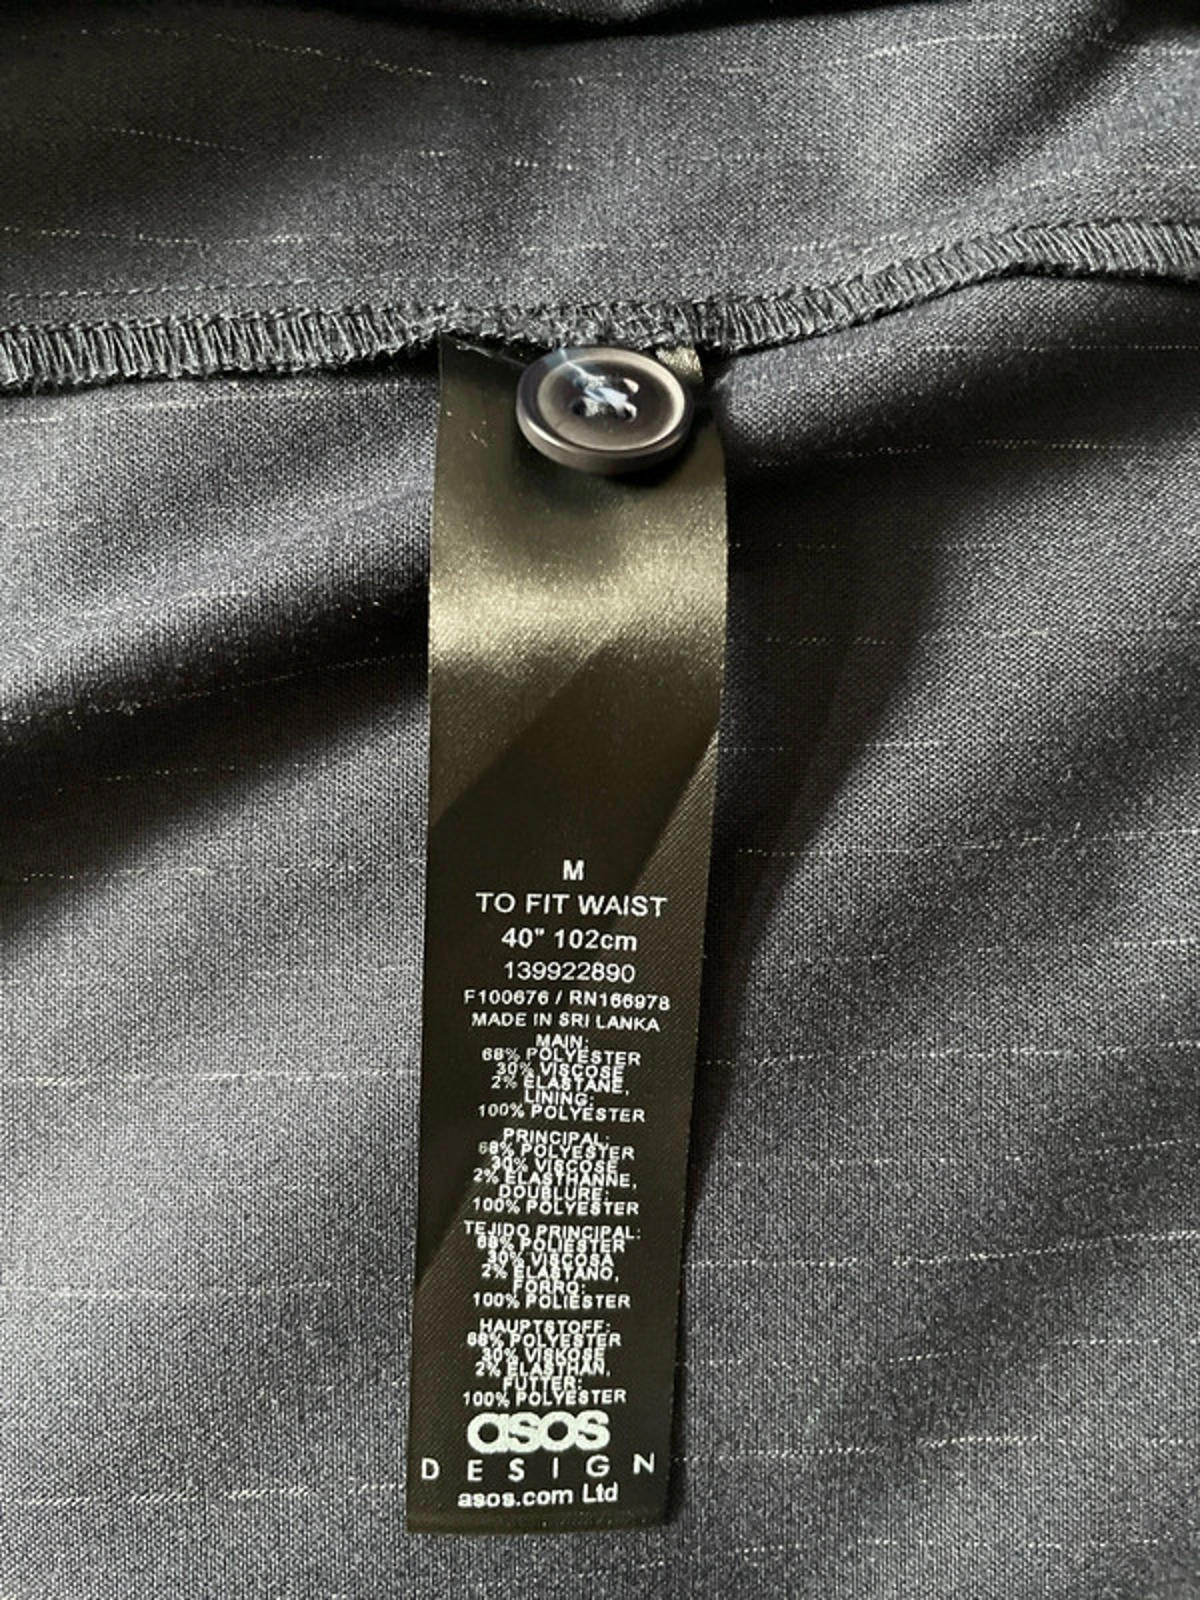 M
TO FIT WAIST
40" 102cm
139922890
F100676 / RN166978
MADE IN SRI LANKA
MAIN:
68% POLYESTER
30% VISCOSE
2% ELASTANE,
LINING:
100% POLYESTER
PRINCIPAL:
68% POLYESTER
30% VISCOSE
2% ELASTHANNE,
DOUBLURE:
100% POLYESTER
TEJIDO PRINCIPAL:
68% POLIESTER
30% VISCOSA
2% ELASTANO,
FORRO:
100% POLIESTER
HAUPTSTOFF:
68% POLYESTER
30% VISKOSE
2% ELASTHAN,
FUTTER:
100% POLYESTER
asos
DESIGN
asos.com Ltd